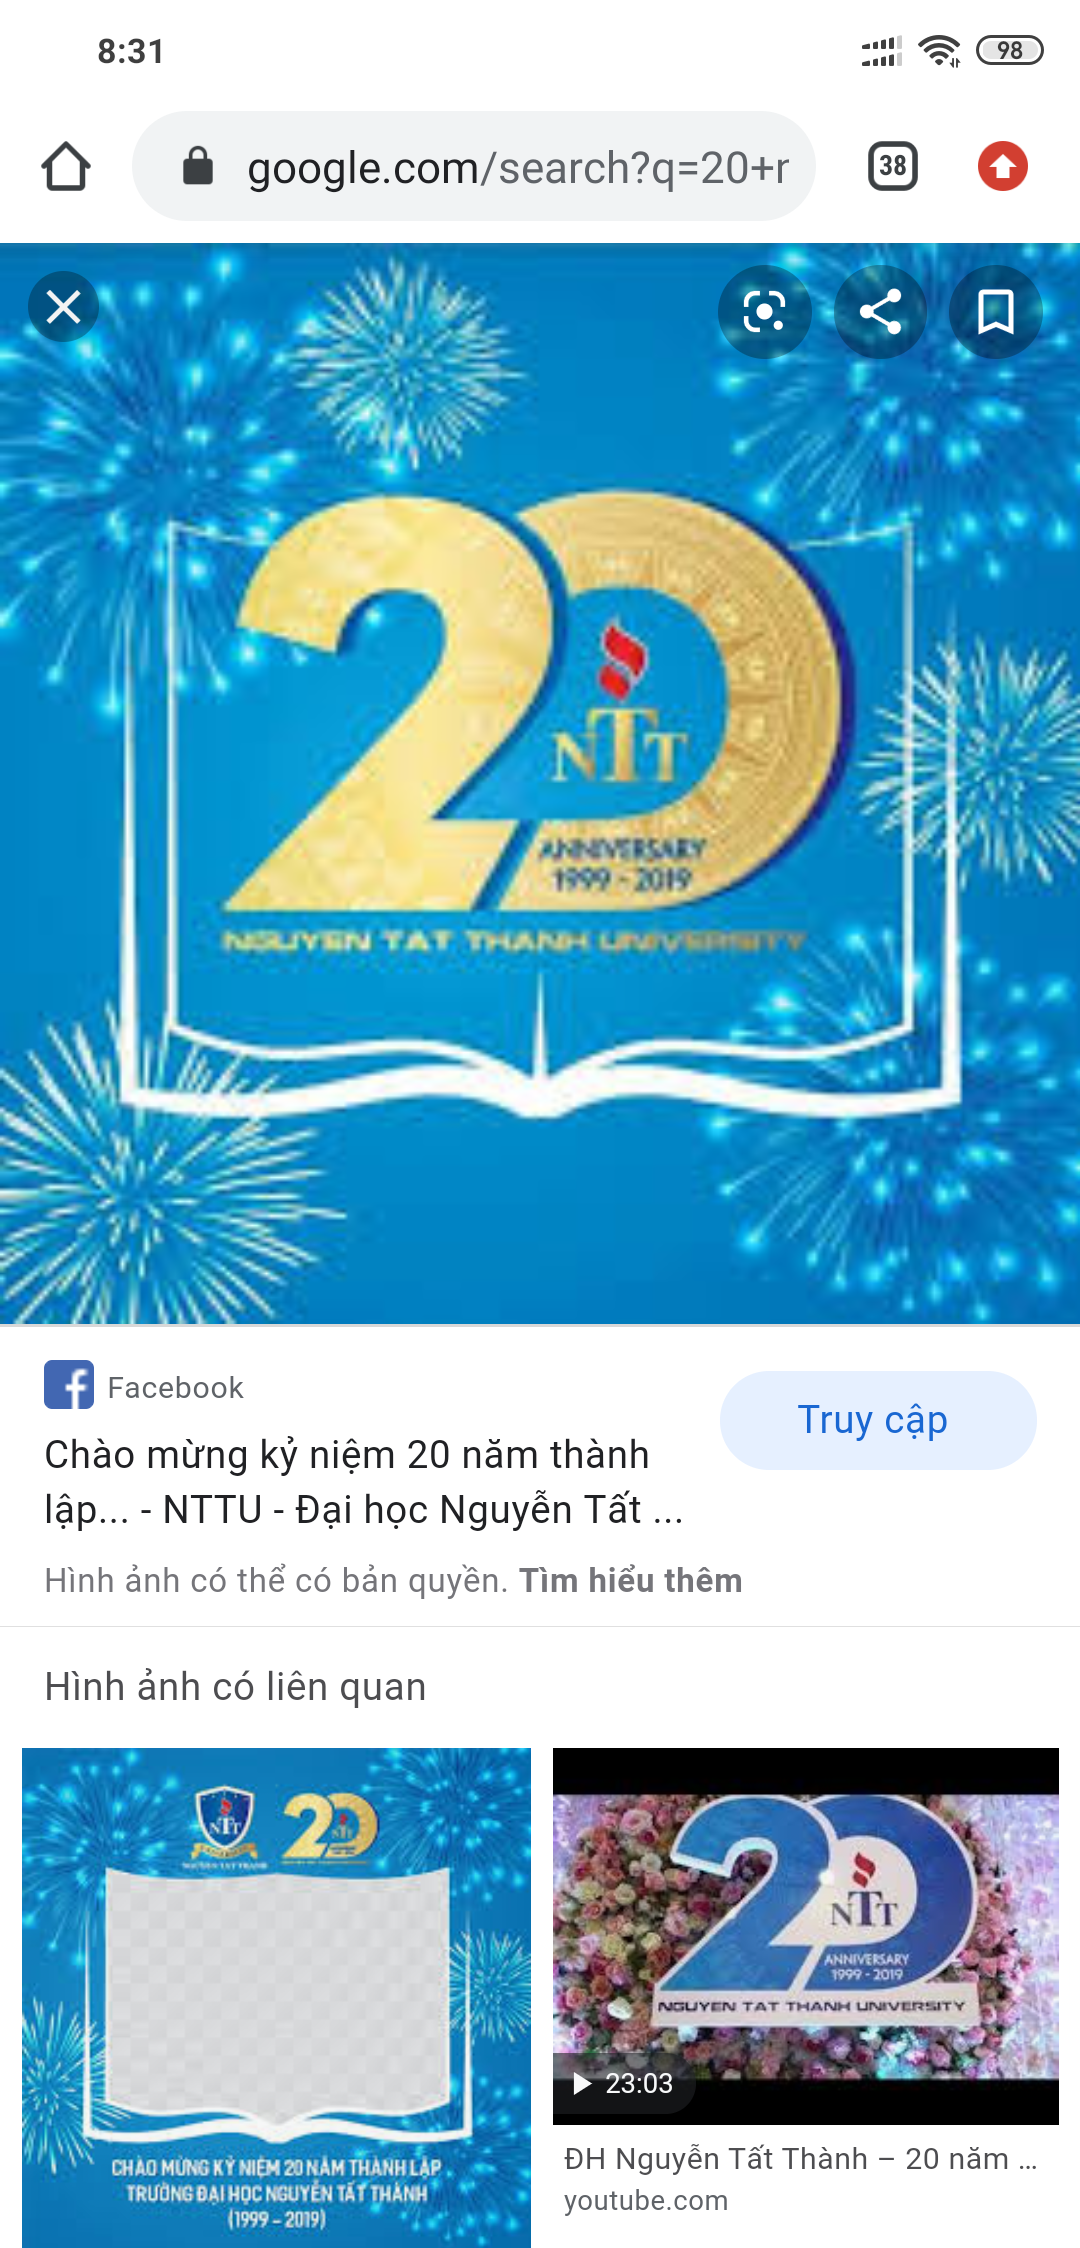 8:31
98
google.com/search?q=20+r
38
20
NTT
ANNIVERSARY
1999 - 2019
NGUYEN TAT THANH UNIVERSITY
Facebook
Truy cập
Chào mừng kỷ niệm 20 năm thành
lập... - NTTU - Đại học Nguyễn Tất ...
Hình ảnh có thể có bản quyền. Tìm hiểu thêm
Hình ảnh có liên quan
NTT
NGUYEN TAT THANH
20
NTT
CHÀO MỪNG KỶ NIỆM 20 NĂM THÀNH LẬP
TRƯỜNG ĐẠI HỌC NGUYỄN TẤT THÀNH
(1999 – 2019)
20
NTT
ANNIVERSARY
1999 - 2019
NGUYEN TAT THANH UNIVERSITY
23:03
ĐH Nguyễn Tất Thành – 20 năm ...
youtube.com